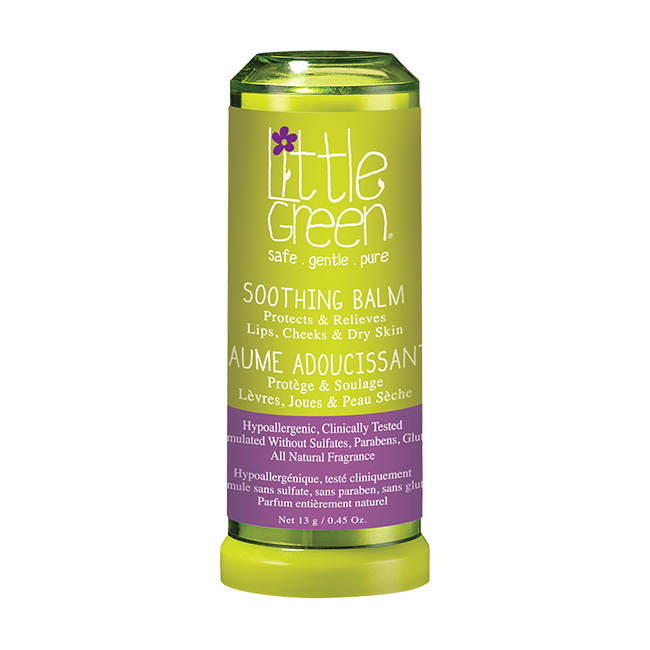 Little
Green®
safe . gentle . pure
SOOTHING BALM
Protects & Relieves
Lips, Cheeks & Dry Skin
AUME ADOUCISSANT
Protège & Soulage
Lèvres, Joues & Peau Sèche
Hypoallergenic, Clinically Tested
mulated Without Sulfates, Parabens, Glu
All Natural Fragrance
Hypoallergénique, testé cliniquement
mule sans sulfate, sans paraben, sans glu
Parfum entièrement naturel
Net 13 g / 0.45 Oz.